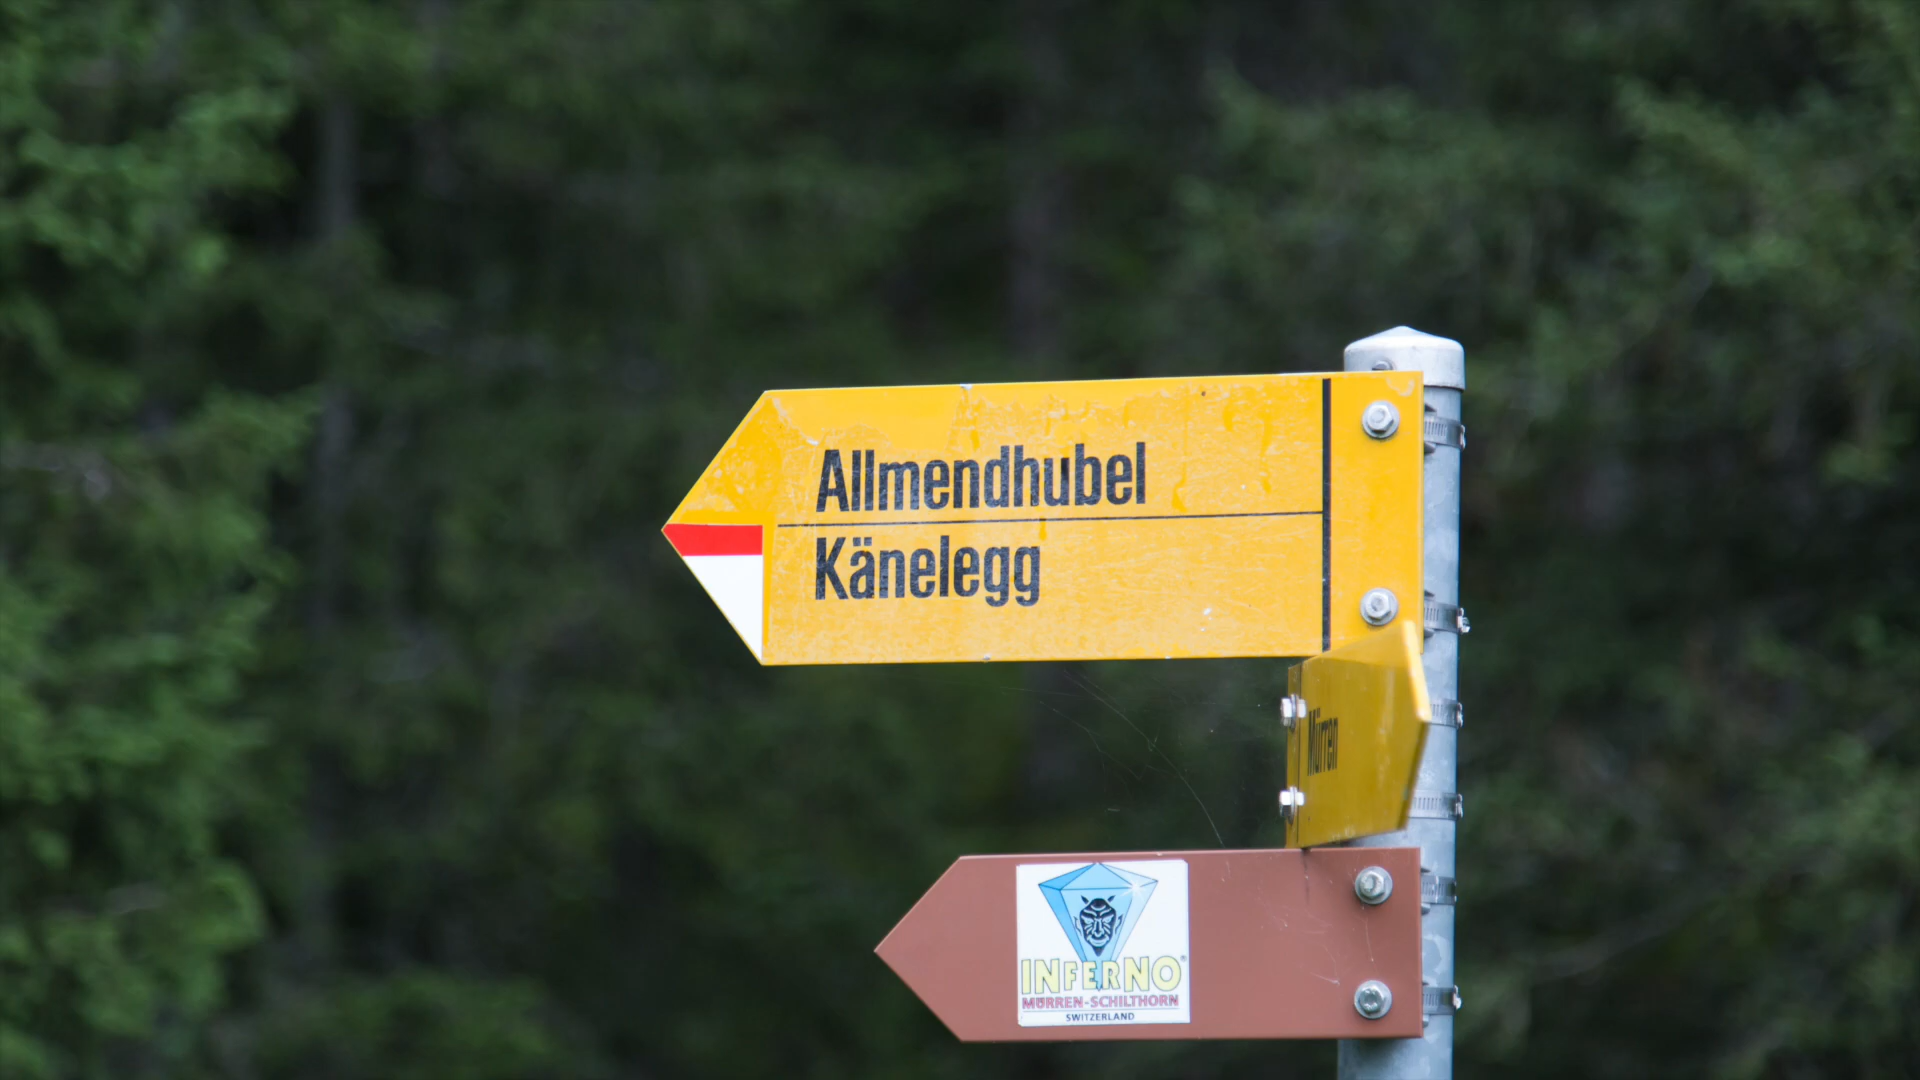 Allmendhubel
Känelegg
Mürren
INFERNO®
MÜRREN-SCHILTHORN
SWITZERLAND